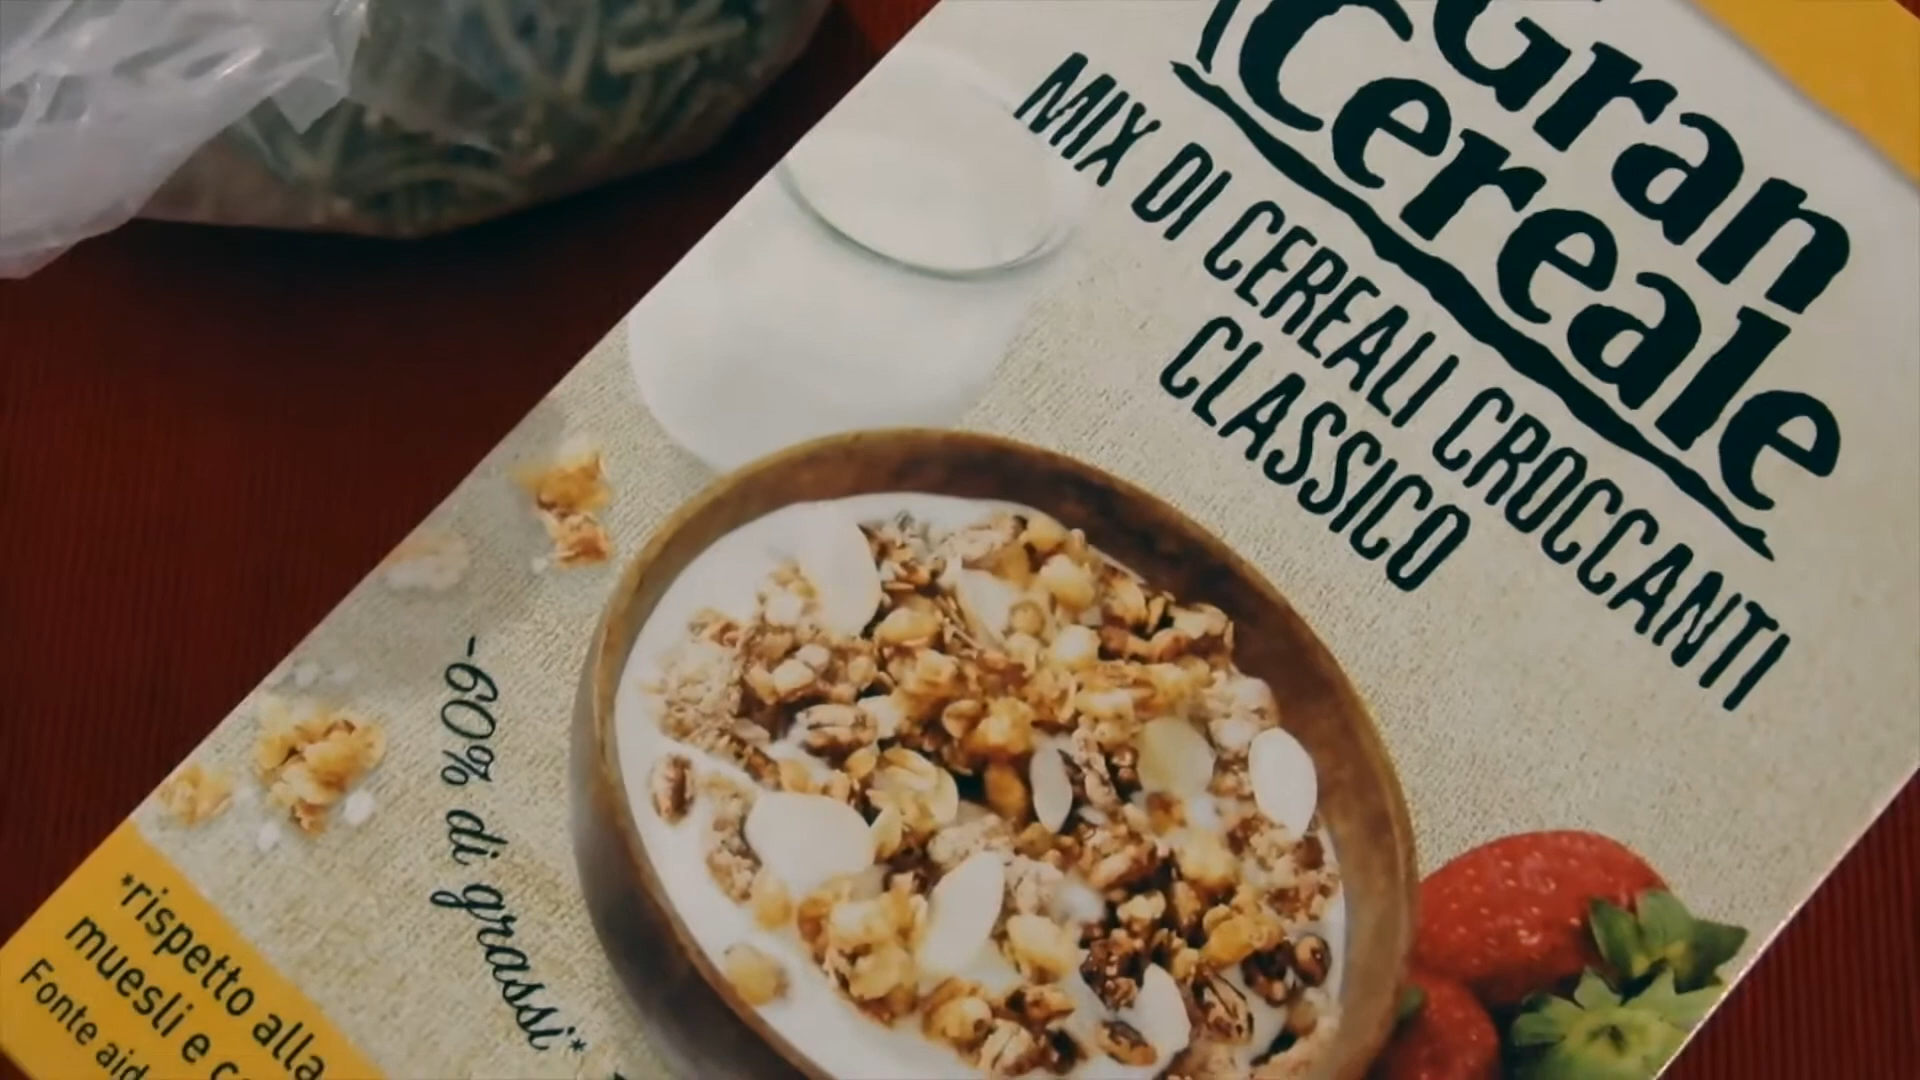 Gran
Cereale
MIX DI CEREALI CROCCANTI
CLASSICO
-60% di grassi*
*rispetto alla
muesli e
Fonte